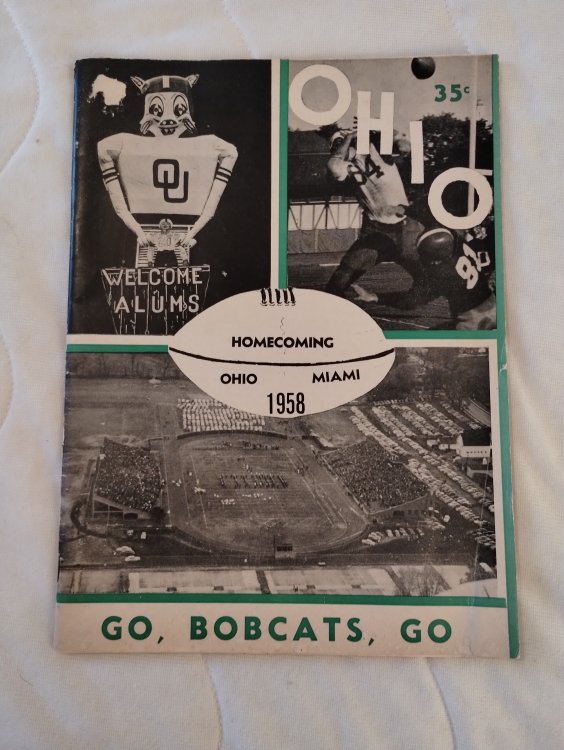 OU
WELCOME
ALUMS
OHIO
35¢
HOMECOMING
OHIO MIAMI
1958
GO, BOBCATS, GO